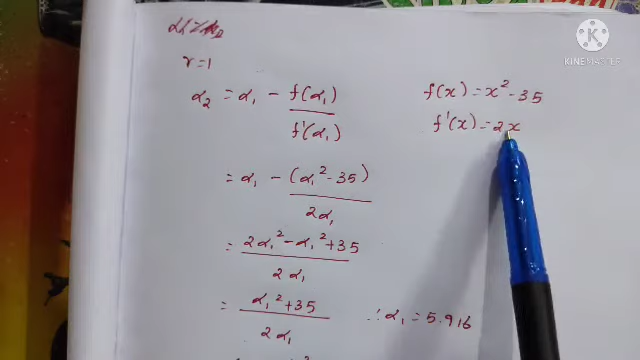 r=1
α₂ = α₁ - f(α₁) / f'(α₁)
= α₁ - (α₁² - 35) / 2α₁
= 2α₁² - α₁² + 35 / 2α₁
= α₁² + 35 / 2α₁
∴ α₁ = 5.916
f(x) = x² - 35
f'(x) = 2x
KINEMASTER